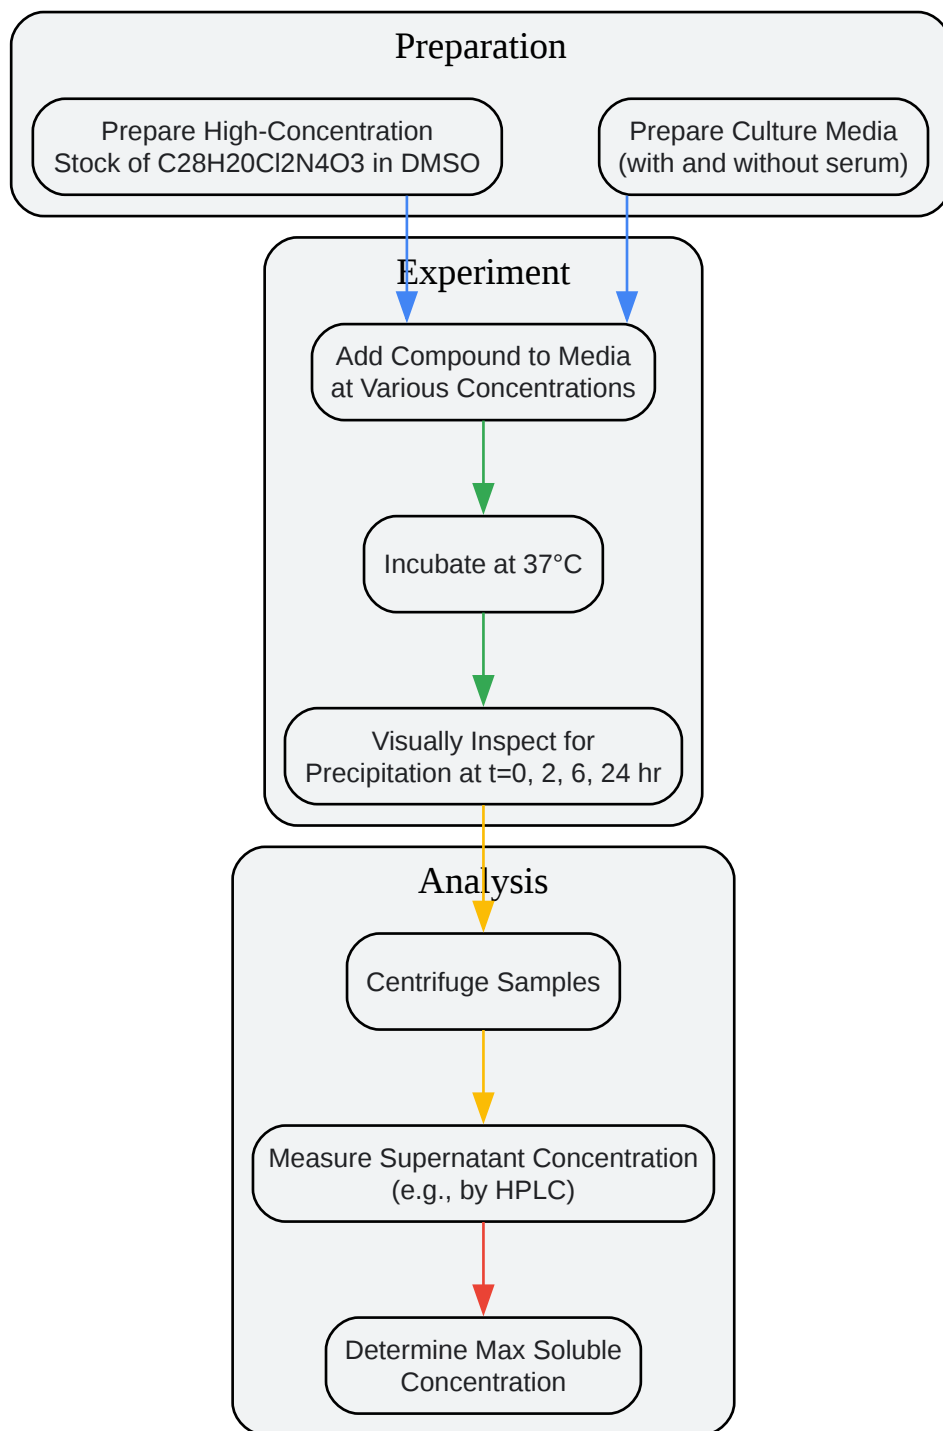 Preparation
Prepare High-Concentration
Stock of C28H20Cl2N4O3 in DMSO
Prepare Culture Media
(with and without serum)
Experiment
Add Compound to Media
at Various Concentrations
Incubate at 37°C
Visually Inspect for
Precipitation at t=0, 2, 6, 24 hr
Analysis
Centrifuge Samples
Measure Supernatant Concentration
(e.g., by HPLC)
Determine Max Soluble
Concentration